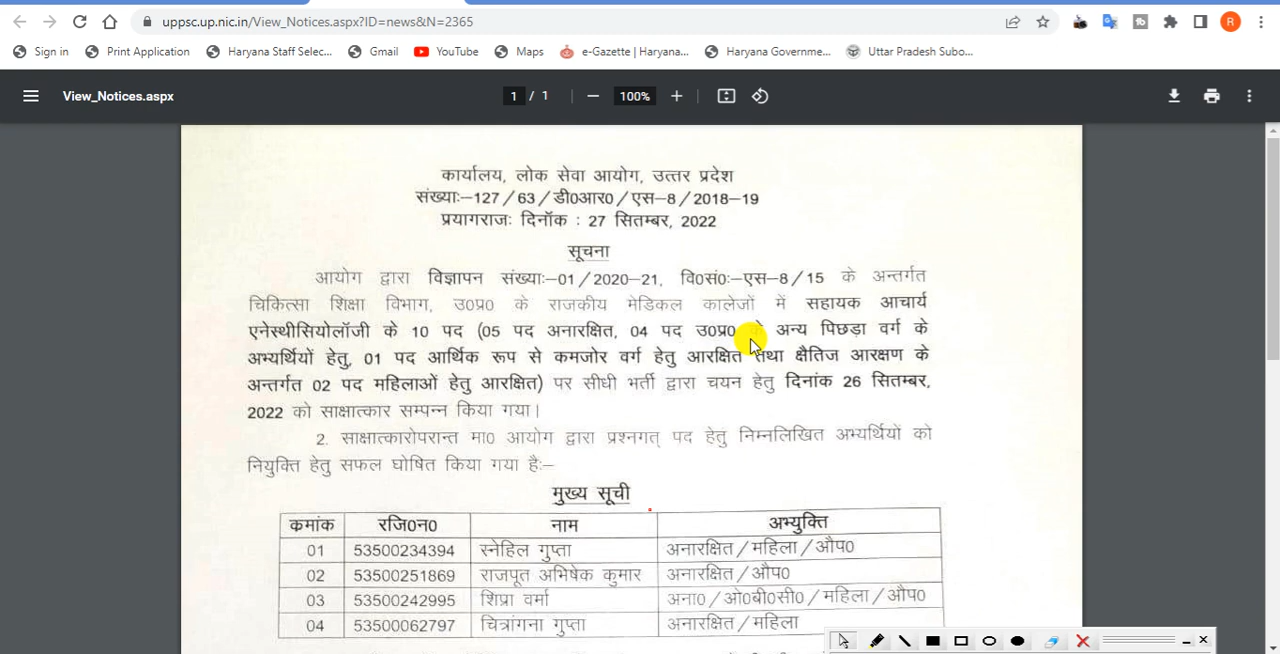 uppsc.up.nic.in/View_Notices.aspx?ID=news&N=2365
R
Sign in Print Application Haryana Staff Selec... Gmail YouTube Maps e-Gazette | Haryana... Haryana Governme... Uttar Pradesh Subo...
View_Notices.aspx 1 / 1 100%
कार्यालय, लोक सेवा आयोग, उत्तर प्रदेश
संख्याः–127/63/डी0आर0/एस–8/2018–19
प्रयागराजः दिनॉक : 27 सितम्बर, 2022
सूचना
आयोग द्वारा विज्ञापन संख्याः–01/2020–21, वि0सं0ः–एस–8/15 के अन्तर्गत
चिकित्सा शिक्षा विभाग, उ0प्र0 के राजकीय मेडिकल कालेजों में सहायक आचार्य
एनेस्थीसियोलॉजी के 10 पद (05 पद अनारक्षित, 04 पद उ0प्र0 के अन्य पिछड़ा वर्ग के
अभ्यर्थियों हेतु, 01 पद आर्थिक रूप से कमजोर वर्ग हेतु आरक्षित तथा क्षैतिज आरक्षण के
अन्तर्गत 02 पद महिलाओं हेतु आरक्षित) पर सीधी भर्ती द्वारा चयन हेतु दिनांक 26 सितम्बर,
2022 को साक्षात्कार सम्पन्न किया गया।
2. साक्षात्कारोपरान्त मा0 आयोग द्वारा प्रश्नगत् पद हेतु निम्नलिखित अभ्यर्थियों को
नियुक्ति हेतु सफल घोषित किया गया हैः–
मुख्य सूची
क्रमांक रजि0न0 नाम अभ्युक्ति
01 53500234394 स्नेहिल गुप्ता अनारक्षित/महिला/औप0
02 53500251869 राजपूत अभिषेक कुमार अनारक्षित/औप0
03 53500242995 शिप्रा वर्मा अना0/ओ0बी0सी0/महिला/औप0
04 53500062797 चित्रांगना गुप्ता अनारक्षित/महिला